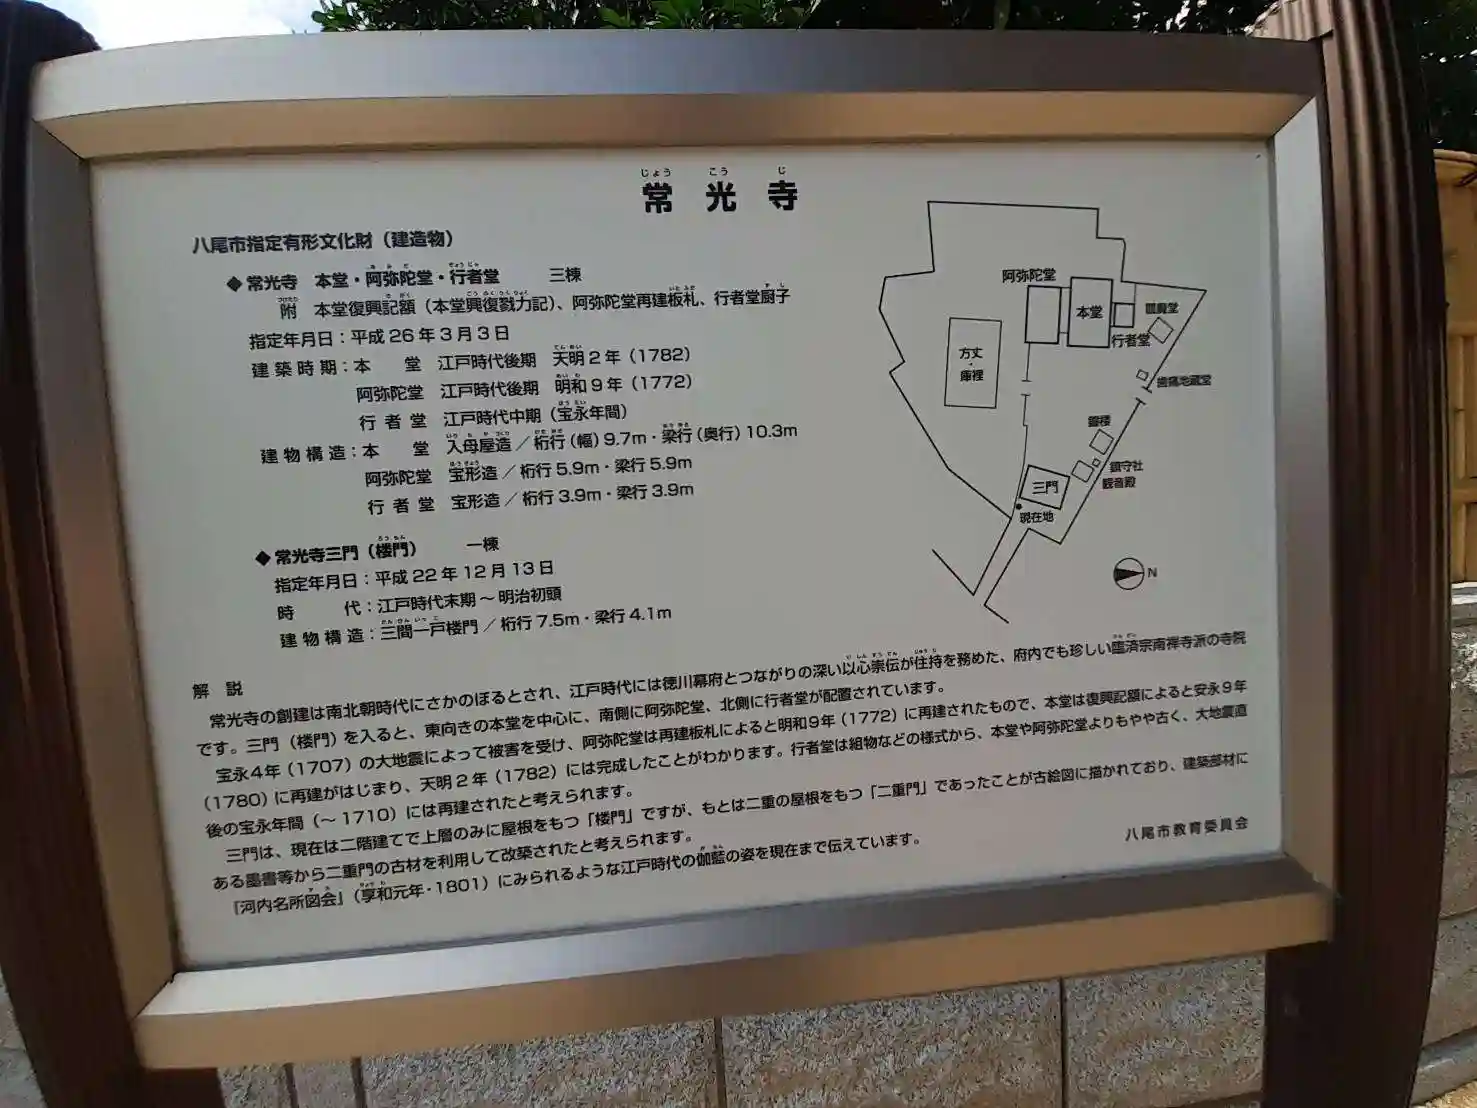 じょう こう じ
常光寺
八尾市指定有形文化財（建造物）
◆常光寺　本堂・阿弥陀堂・行者堂　　三棟
附　本堂復興記額（本堂興復戮力記）、阿弥陀堂再建板札、行者堂厨子
指定年月日：平成26年3月3日
建築時期：本　　堂　江戸時代後期　天明2年（1782）
阿弥陀堂　江戸時代後期　明和9年（1772）
行者堂　江戸時代中期（宝永年間）
建物構造：本　　堂　入母屋造／桁行（幅）9.7m・梁行（奥行）10.3m
阿弥陀堂　宝形造／桁行5.9m・梁行5.9m
行者堂　宝形造／桁行3.9m・梁行3.9m
◆常光寺三門（楼門）　　一棟
指定年月日：平成22年12月13日
時　　代：江戸時代末期～明治初頭
建物構造：三間一戸楼門／桁行7.5m・梁行4.1m
阿弥陀堂
本堂
閻魔堂
行者堂
方丈・庫裡
歯痛地蔵堂
鐘楼
鎮守社
観音殿
三門
現在地
N
解　説
常光寺の創建は南北朝時代にさかのぼるとされ、江戸時代には徳川幕府とつながりの深い以心崇伝が住持を務めた、府内でも珍しい臨済宗南禅寺派の寺院
です。三門（楼門）を入ると、東向きの本堂を中心に、南側に阿弥陀堂、北側に行者堂が配置されています。
宝永4年（1707）の大地震によって被害を受け、阿弥陀堂は再建板札によると明和9年（1772）に再建されたもので、本堂は復興記額によると安永9年
（1780）に再建がはじまり、天明2年（1782）には完成したことがわかります。行者堂は組物などの様式から、本堂や阿弥陀堂よりもやや古く、大地震直
後の宝永年間（～1710）には再建されたと考えられます。
三門は、現在は二階建てで上層のみに屋根をもつ「楼門」ですが、もとは二重の屋根をもつ「二重門」であったことが古絵図に描かれており、建築部材に
ある墨書等から二重門の古材を利用して改築されたと考えられます。
『河内名所図会』（享和元年・1801）にみられるような江戸時代の伽藍の姿を現在まで伝えています。
八尾市教育委員会